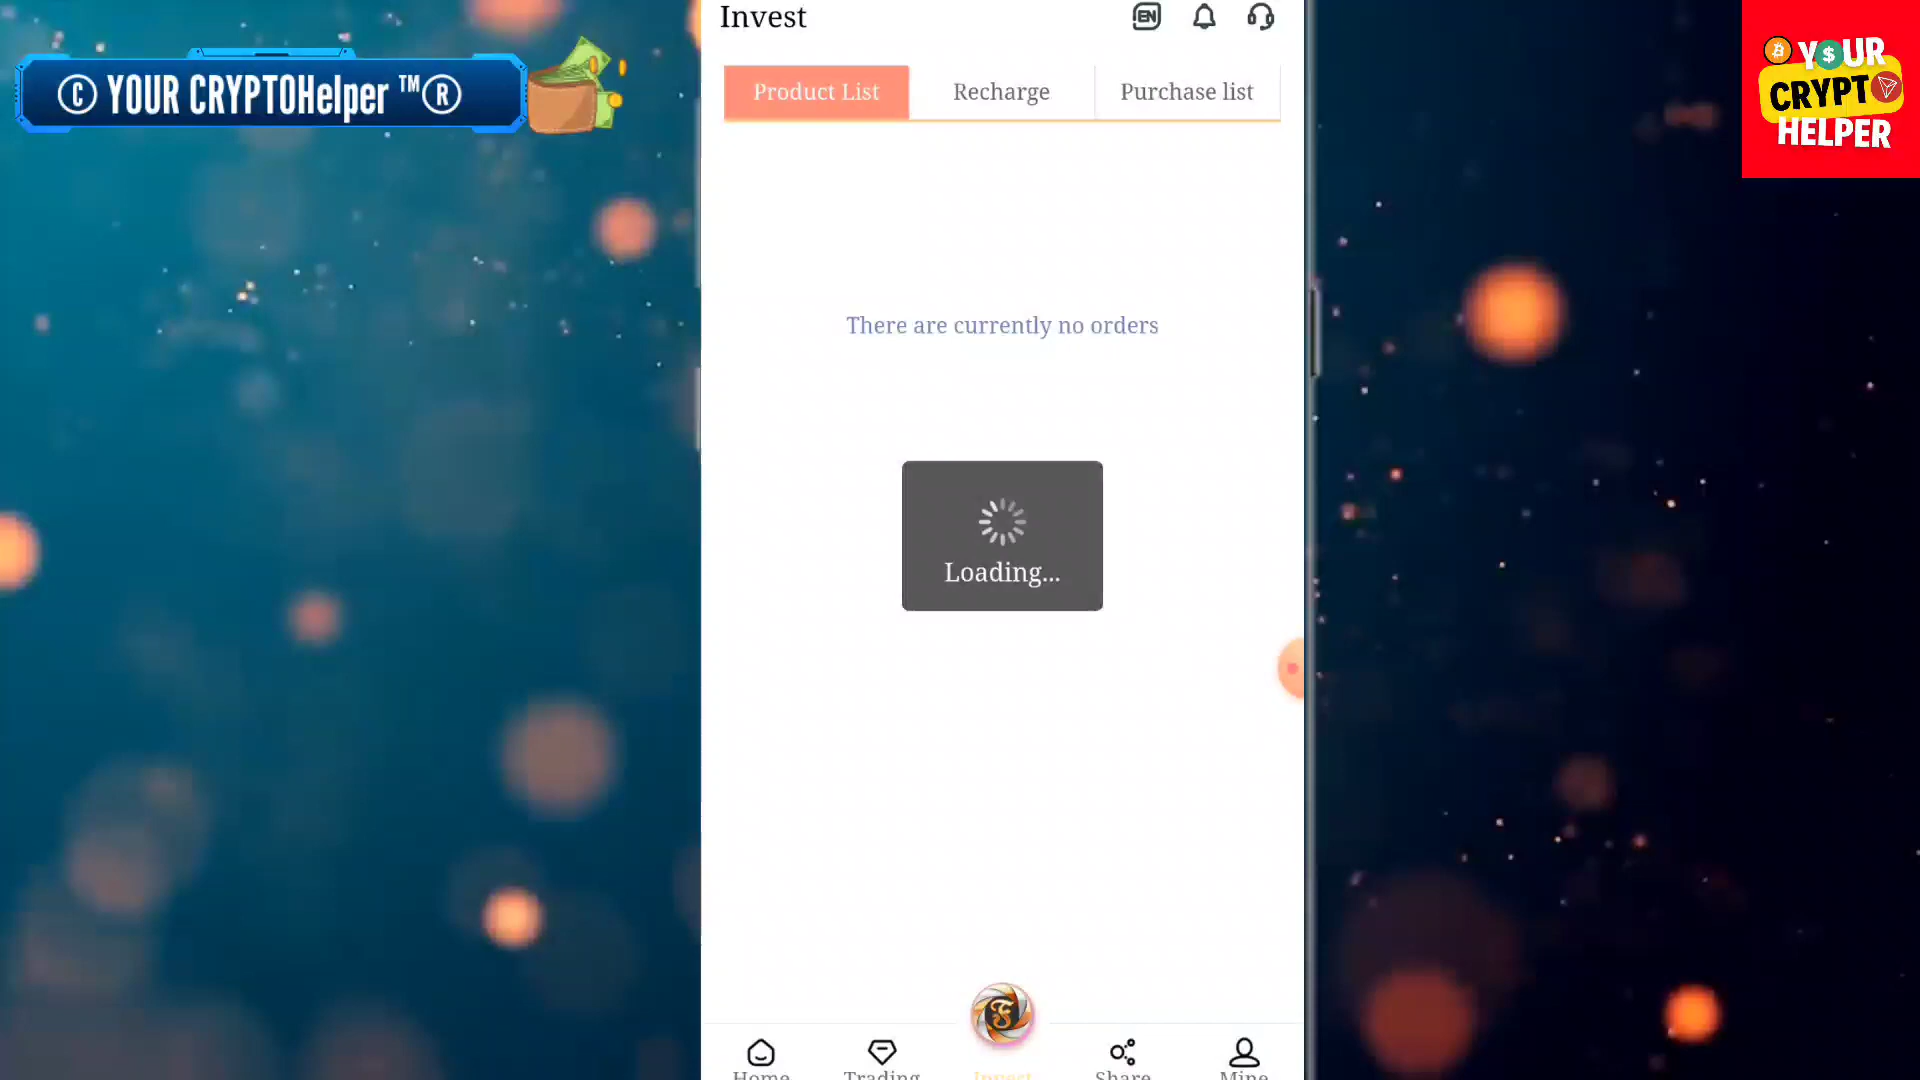 Invest
EN
© YOUR CRYPTOHelper ™®
Y$UR
CRYPT
HELPER
Product List
Recharge
Purchase list
There are currently no orders
Loading...
Home
Trading
Invest
Share
Mine